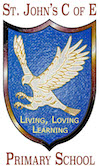 St. John's C of E
Living, Loving
Learning
Primary School